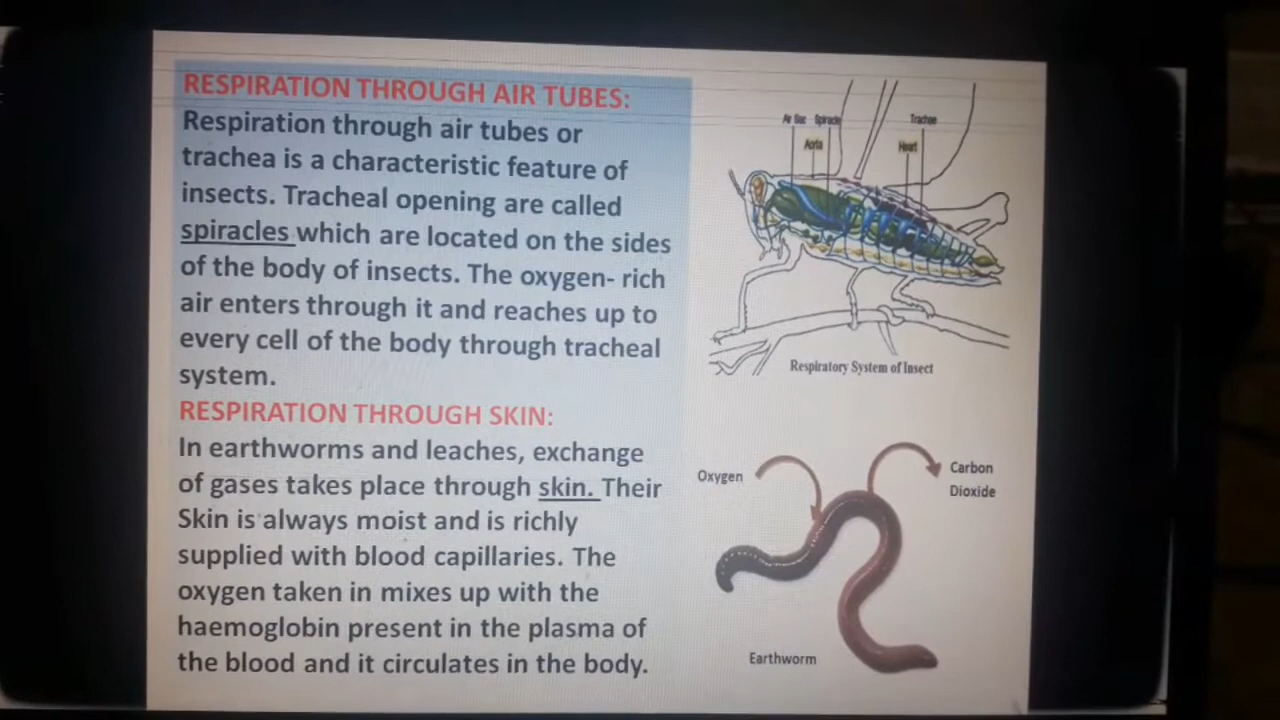 RESPIRATION THROUGH AIR TUBES:
Respiration through air tubes or
trachea is a characteristic feature of
insects. Tracheal opening are called
spiracles which are located on the sides
of the body of insects. The oxygen- rich
air enters through it and reaches up to
every cell of the body through tracheal
system.
RESPIRATION THROUGH SKIN:
In earthworms and leaches, exchange
of gases takes place through skin. Their
Skin is always moist and is richly
supplied with blood capillaries. The
oxygen taken in mixes up with the
haemoglobin present in the plasma of
the blood and it circulates in the body.
Air Sac Spiracle Trachee
Aorta Heart
Respiratory System of Insect
Oxygen
Carbon
Dioxide
Earthworm